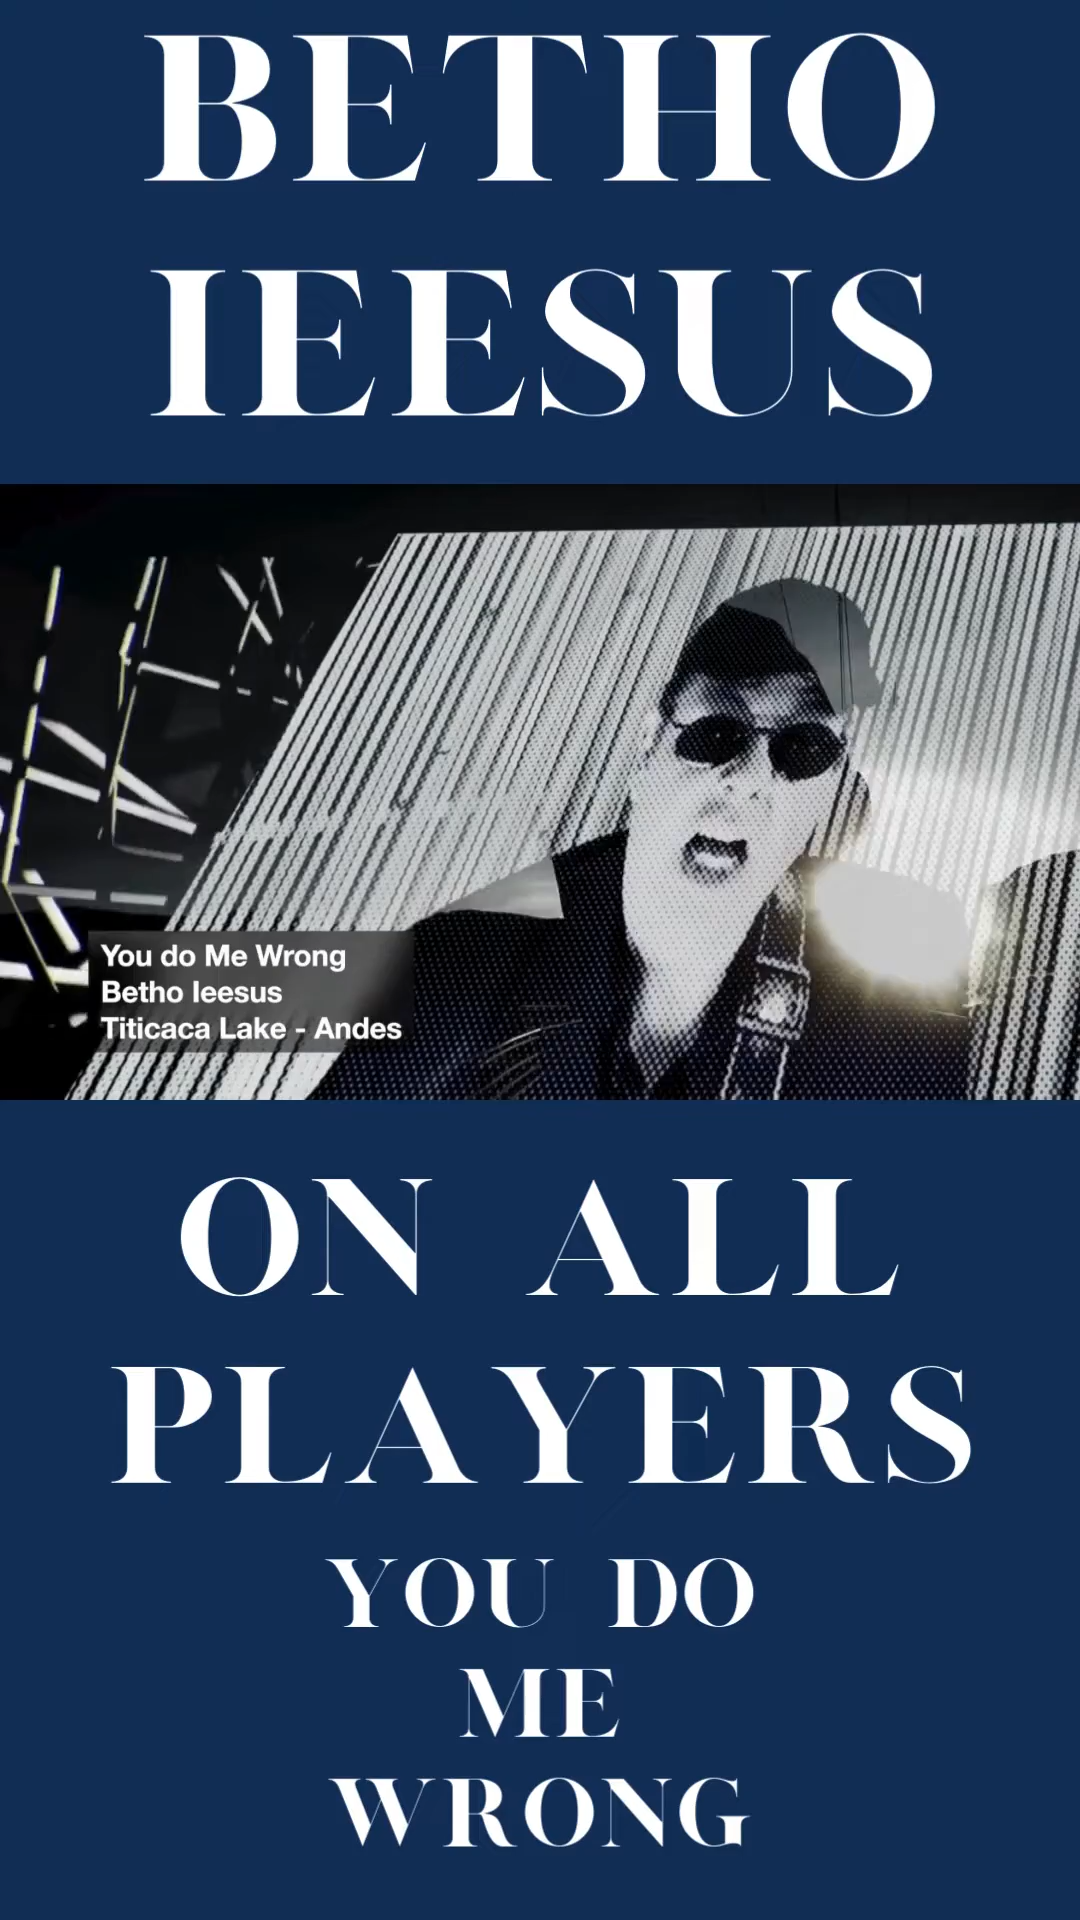 BETHO
IEESUS
You do Me Wrong
Betho Ieesus
Titicaca Lake - Andes
ON ALL
PLAYERS
YOU DO
ME
WRONG